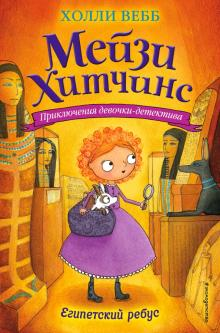 ХОЛЛИ ВЕББ
Мейзи
Хитчинс
Приключения девочки-детектива
Египетский ребус